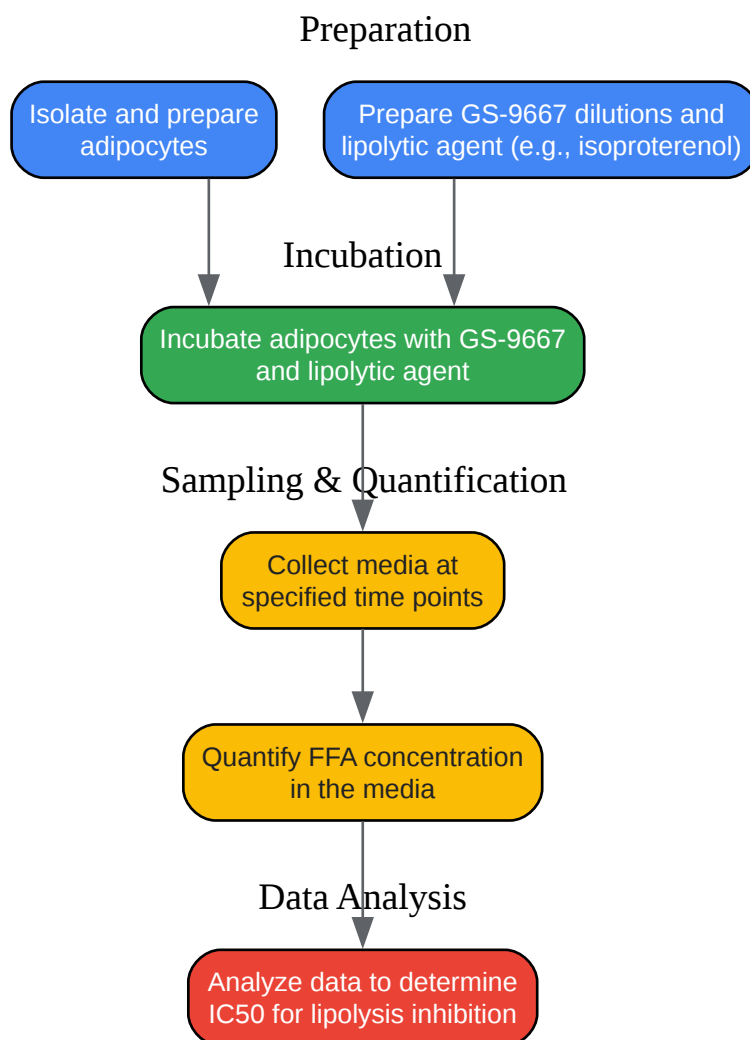 Preparation
Isolate and prepare
adipocytes
Prepare GS-9667 dilutions and
lipolytic agent (e.g., isoproterenol)
Incubation
Incubate adipocytes with GS-9667
and lipolytic agent
Sampling & Quantification
Collect media at
specified time points
Quantify FFA concentration
in the media
Data Analysis
Analyze data to determine
IC50 for lipolysis inhibition